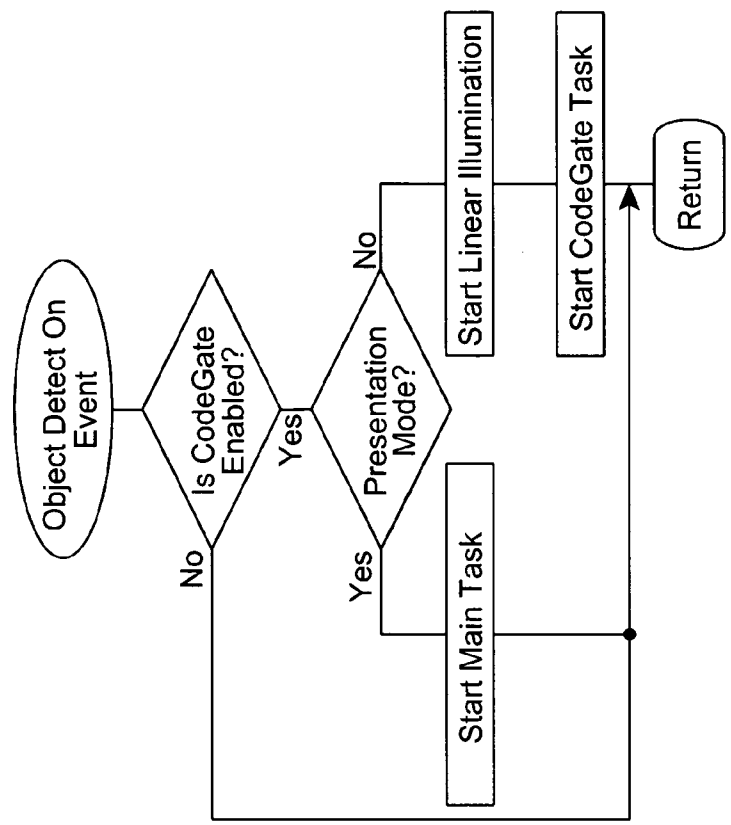 Object Detect On
Event
Is CodeGate
Enabled?
No
Yes
Presentation
Mode?
Yes
No
Start Main Task
Start Linear Illumination
Start CodeGate Task
Return